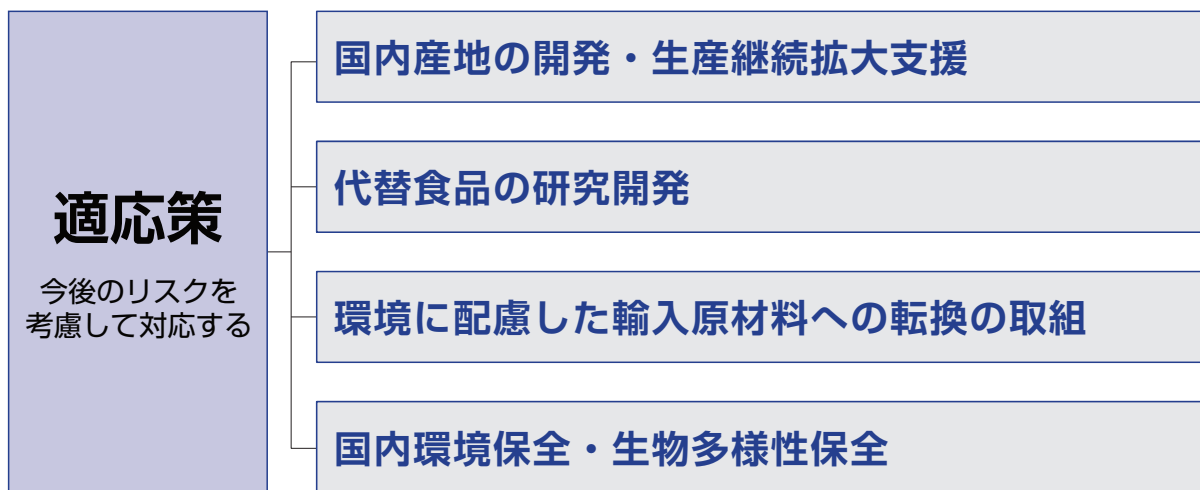 適応策
今後のリスクを
考慮して対応する
国内産地の開発・生産継続拡大支援
代替食品の研究開発
環境に配慮した輸入原材料への転換の取組
国内環境保全・生物多様性保全